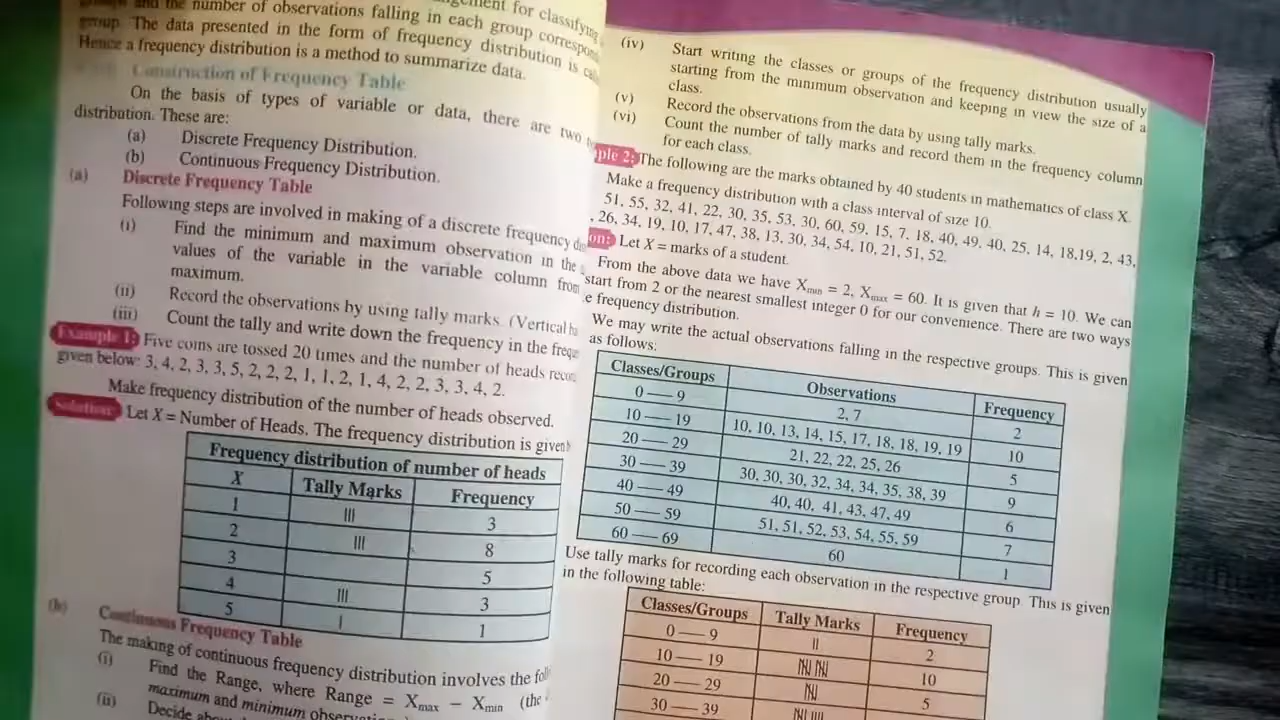 number of observations falling in each group
group. The data presented in the form of frequency distribution is
Hence a frequency distribution is a method to summarize data.
Construction of Frequency Table
On the basis of types of variable or data, there are two
distribution. These are:
(a) Discrete Frequency Distribution.
(b) Continuous Frequency Distribution.
(a) Discrete Frequency Table
Following steps are involved in making of a discrete frequency
(i) Find the minimum and maximum observation in the
values of the variable in the variable column from
maximum.
(ii) Record the observations by using tally marks. (Vertical
(iii) Count the tally and write down the frequency in the
Example 1: Five coins are tossed 20 times and the number of heads
given below: 3, 4, 2, 3, 3, 5, 2, 2, 2, 1, 1, 2, 1, 4, 2, 2, 3, 3, 4, 2.
Make frequency distribution of the number of heads observed.
Solution: Let X = Number of Heads. The frequency distribution is given
Frequency distribution of number of heads
X Tally Marks Frequency
1 ||| 3
2 ||| 8
3 5
4 ||| 3
5 | 1
(b) Continuous Frequency Table
The making of continuous frequency distribution involves the
(i) Find the Range, where Range = Xmax − Xmin (the
maximum and minimum
(ii) Decide
(iv) Start writing the classes or groups of the frequency distribution usually
starting from the minimum observation and keeping in view the size of a
class.
(v) Record the observations from the data by using tally marks.
(vi) Count the number of tally marks and record them in the frequency column
for each class.
ple 2: The following are the marks obtained by 40 students in mathematics of class X.
Make a frequency distribution with a class interval of size 10.
51, 55, 32, 41, 22, 30, 35, 53, 30, 60, 59, 15, 7, 18, 40, 49, 40, 25, 14, 18,19, 2, 43,
, 26, 34, 19, 10, 17, 47, 38, 13, 30, 34, 54, 10, 21, 51, 52.
on: Let X = marks of a student.
From the above data we have Xmin = 2, Xmax = 60. It is given that h = 10. We can
start from 2 or the nearest smallest integer 0 for our convenience. There are two ways
e frequency distribution.
We may write the actual observations falling in the respective groups. This is given
as follows:
Classes/Groups Observations Frequency
0 — 9 2, 7 2
10 — 19 10, 10, 13, 14, 15, 17, 18, 18, 19, 19 10
20 — 29 21, 22, 22, 25, 26 5
30 — 39 30, 30, 30, 32, 34, 34, 35, 38, 39 9
40 — 49 40, 40, 41, 43, 47, 49 6
50 — 59 51, 51, 52, 53, 54, 55, 59 7
60 — 69 60 1
Use tally marks for recording each observation in the respective group. This is given
in the following table:
Classes/Groups Tally Marks Frequency
0 — 9 || 2
10 — 19 10
20 — 29 5
30 — 39